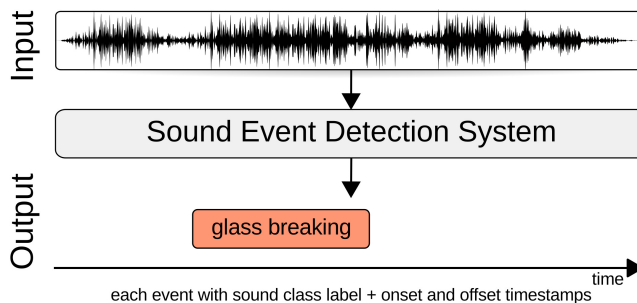 Input
Sound Event Detection System
Output
glass breaking
time
each event with sound class label + onset and offset timestamps